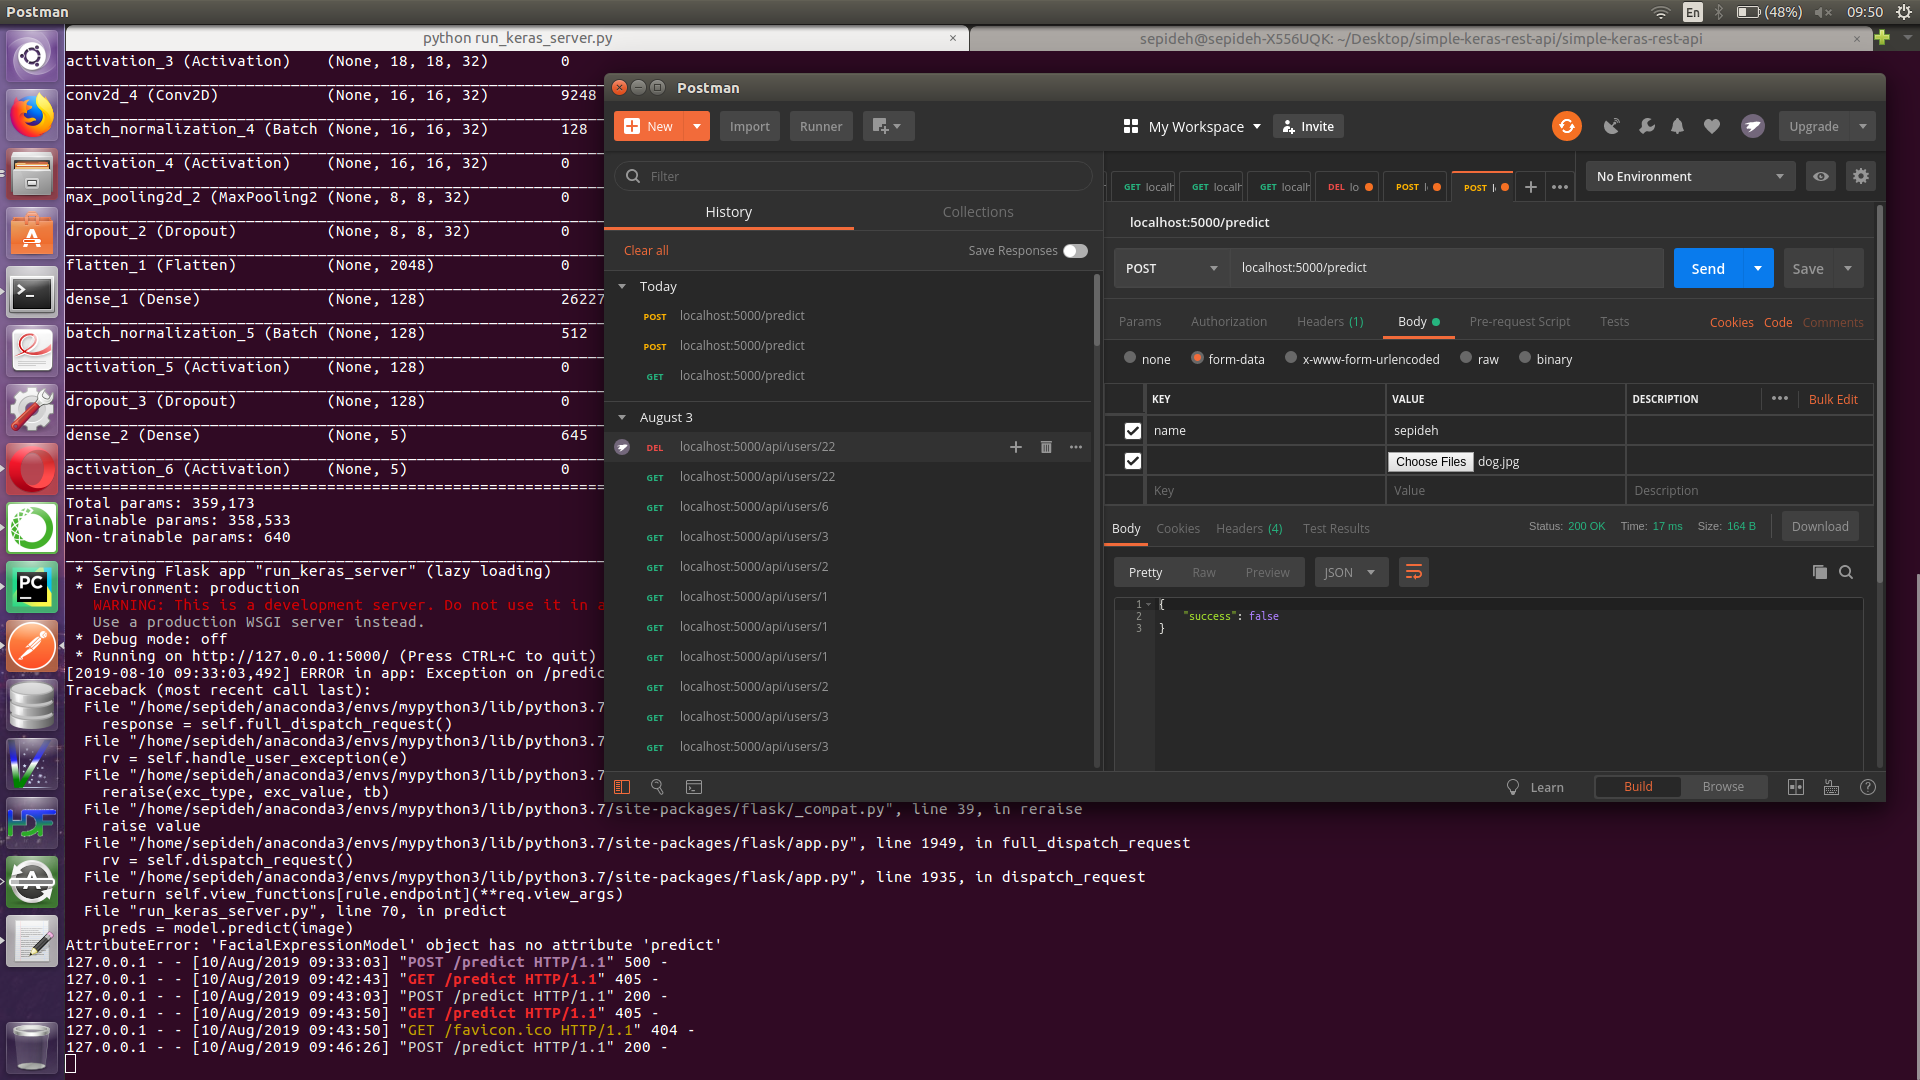 Postman
En
(48%)
09:50
python run_keras_server.py
×
sepideh@sepideh-X556UQK: ~/Desktop/simple-keras-rest-api/simple-keras-rest-api
×
activation_3 (Activation) (None, 18, 18, 32) 0
conv2d_4 (Conv2D) (None, 16, 16, 32) 9248
batch_normalization_4 (Batch (None, 16, 16, 32) 128
activation_4 (Activation) (None, 16, 16, 32) 0
max_pooling2d_2 (MaxPooling2 (None, 8, 8, 32) 0
dropout_2 (Dropout) (None, 8, 8, 32) 0
flatten_1 (Flatten) (None, 2048) 0
dense_1 (Dense) (None, 128) 26227
batch_normalization_5 (Batch (None, 128) 512
activation_5 (Activation) (None, 128) 0
dropout_3 (Dropout) (None, 128) 0
dense_2 (Dense) (None, 5) 645
activation_6 (Activation) (None, 5) 0
Total params: 359,173
Trainable params: 358,533
Non-trainable params: 640
* Serving Flask app "run_keras_server" (lazy loading)
* Environment: production
WARNING: This is a development server. Do not use it in a
Use a production WSGI server instead.
* Debug mode: off
* Running on http://127.0.0.1:5000/ (Press CTRL+C to quit)
[2019-08-10 09:33:03,492] ERROR in app: Exception on /predic
Traceback (most recent call last):
File "/home/sepideh/anaconda3/envs/mypython3/lib/python3.7
response = self.full_dispatch_request()
File "/home/sepideh/anaconda3/envs/mypython3/lib/python3.7
rv = self.handle_user_exception(e)
File "/home/sepideh/anaconda3/envs/mypython3/lib/python3.7
reraise(exc_type, exc_value, tb)
File "/home/sepideh/anaconda3/envs/mypython3/lib/python3.7/site-packages/flask/_compat.py", line 39, in reraise
raise value
File "/home/sepideh/anaconda3/envs/mypython3/lib/python3.7/site-packages/flask/app.py", line 1949, in full_dispatch_request
rv = self.dispatch_request()
File "/home/sepideh/anaconda3/envs/mypython3/lib/python3.7/site-packages/flask/app.py", line 1935, in dispatch_request
return self.view_functions[rule.endpoint](**req.view_args)
File "run_keras_server.py", line 70, in predict
preds = model.predict(image)
AttributeError: 'FacialExpressionModel' object has no attribute 'predict'
127.0.0.1 - - [10/Aug/2019 09:33:03] "POST /predict HTTP/1.1" 500 -
127.0.0.1 - - [10/Aug/2019 09:42:43] "GET /predict HTTP/1.1" 405 -
127.0.0.1 - - [10/Aug/2019 09:43:03] "POST /predict HTTP/1.1" 200 -
127.0.0.1 - - [10/Aug/2019 09:43:50] "GET /predict HTTP/1.1" 405 -
127.0.0.1 - - [10/Aug/2019 09:43:50] "GET /favicon.ico HTTP/1.1" 404 -
127.0.0.1 - - [10/Aug/2019 09:46:26] "POST /predict HTTP/1.1" 200 -
Postman
New
Import
Runner
My Workspace
Invite
Upgrade
Filter
History
Collections
Clear all
Save Responses
Today
POST localhost:5000/predict
POST localhost:5000/predict
GET localhost:5000/predict
August 3
DEL localhost:5000/api/users/22
GET localhost:5000/api/users/22
GET localhost:5000/api/users/6
GET localhost:5000/api/users/3
GET localhost:5000/api/users/2
GET localhost:5000/api/users/1
GET localhost:5000/api/users/1
GET localhost:5000/api/users/1
GET localhost:5000/api/users/2
GET localhost:5000/api/users/3
GET localhost:5000/api/users/3
GET localh
GET localh
GET localh
DEL lo
POST l
POST l
No Environment
localhost:5000/predict
POST
localhost:5000/predict
Send
Save
Params
Authorization
Headers (1)
Body
Pre-request Script
Tests
Cookies
Code
Comments
none
form-data
x-www-form-urlencoded
raw
binary
KEY VALUE DESCRIPTION
Bulk Edit
name sepideh
Choose Files dog.jpg
Key Value Description
Body
Cookies
Headers (4)
Test Results
Status: 200 OK
Time: 17 ms
Size: 164 B
Download
Pretty
Raw
Preview
JSON
1 {
2 "success": false
3 }
Learn
Build
Browse
PC
HDF